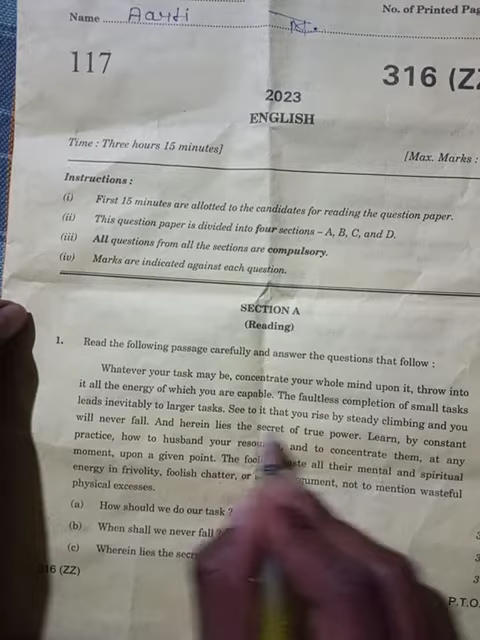 Name Aarti
No. of Printed Pag
117
316 (ZZ
2023
ENGLISH
Time : Three hours 15 minutes]
[Max. Marks :
Instructions :
(i) First 15 minutes are allotted to the candidates for reading the question paper.
(ii) This question paper is divided into four sections – A, B, C, and D.
(iii) All questions from all the sections are compulsory.
(iv) Marks are indicated against each question.
SECTION A
(Reading)
1. Read the following passage carefully and answer the questions that follow :
Whatever your task may be, concentrate your whole mind upon it, throw into
it all the energy of which you are capable. The faultless completion of small tasks
leads inevitably to larger tasks. See to it that you rise by steady climbing and you
will never fall. And herein lies the secret of true power. Learn, by constant
practice, how to husband your resou and to concentrate them, at any
moment, upon a given point. The fool aste all their mental and spiritual
energy in frivolity, foolish chatter, or gument, not to mention wasteful
physical excesses.
(a) How should we do our task ?
(b) When shall we never fall ? 3
(c) Wherein lies the secr 3
3
316 (ZZ)
P.T.O.